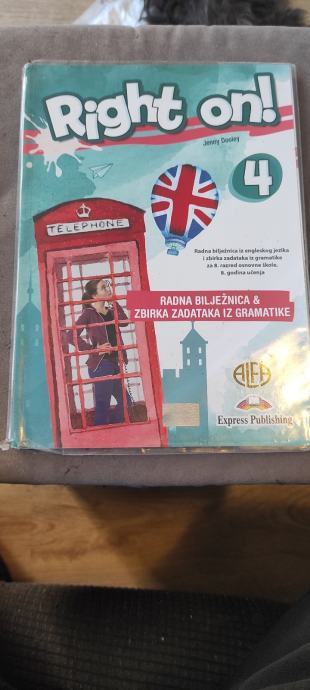 Right on!
Jenny Dooley
4
TELEPHONE
Radna bilježnica iz engleskog jezika
i zbirka zadataka iz gramatike
za 8. razred osnovne škole,
8. godina učenja
RADNA BILJEŽNICA &
ZBIRKA ZADATAKA IZ GRAMATIKE
ALFA
Express Publishing